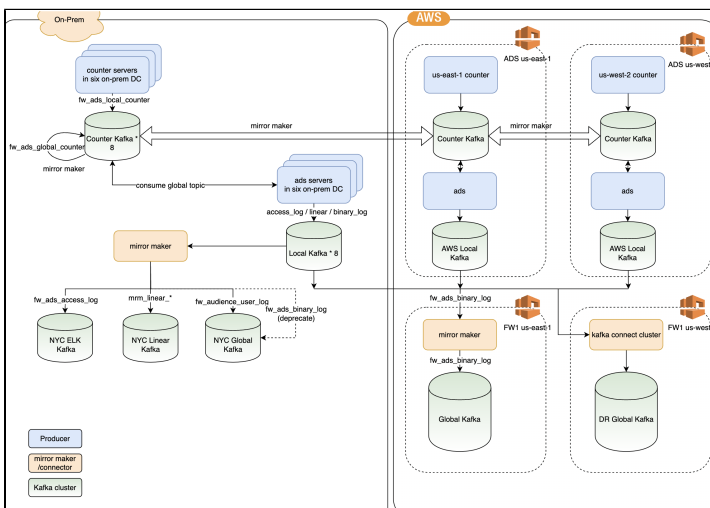 On-Prem
AWS
counter servers
in six on-prem DC
fw_ads_local_counter
Counter Kafka *
8
fw_ads_global_counter
mirror maker
mirror maker
consume global topic
ads servers
in six on-prem DC
access_log / linear / binary_log
Local Kafka * 8
mirror maker
fw_ads_access_log
mrm_linear_*
fw_audience_user_log
fw_ads_binary_log
(deprecate)
NYC ELK
Kafka
NYC Linear
Kafka
NYC Global
Kafka
Producer
mirror maker
/connector
Kafka cluster
ADS us-east-1
us-east-1 counter
Counter Kafka
mirror maker
ads
AWS Local
Kafka
ADS us-west
us-west-2 counter
Counter Kafka
ads
AWS Local
Kafka
fw_ads_binary_log
FW1 us-east-1
mirror maker
fw_ads_binary_log
Global Kafka
FW1 us-west
kafka connect cluster
DR Global Kafka